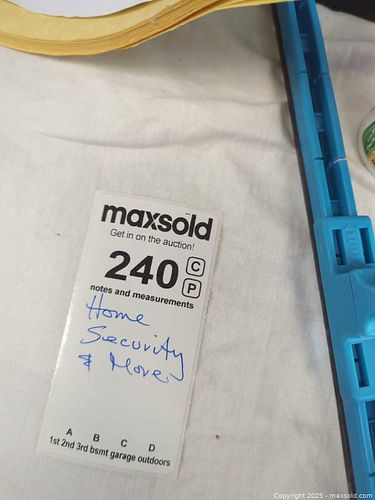 maxsold
Get in on the auction!
240 C
P
notes and measurements
Home
Security
& More
A B C D
1st 2nd 3rd bsmt garage outdoors
Copyright 2025 - maxsold.com